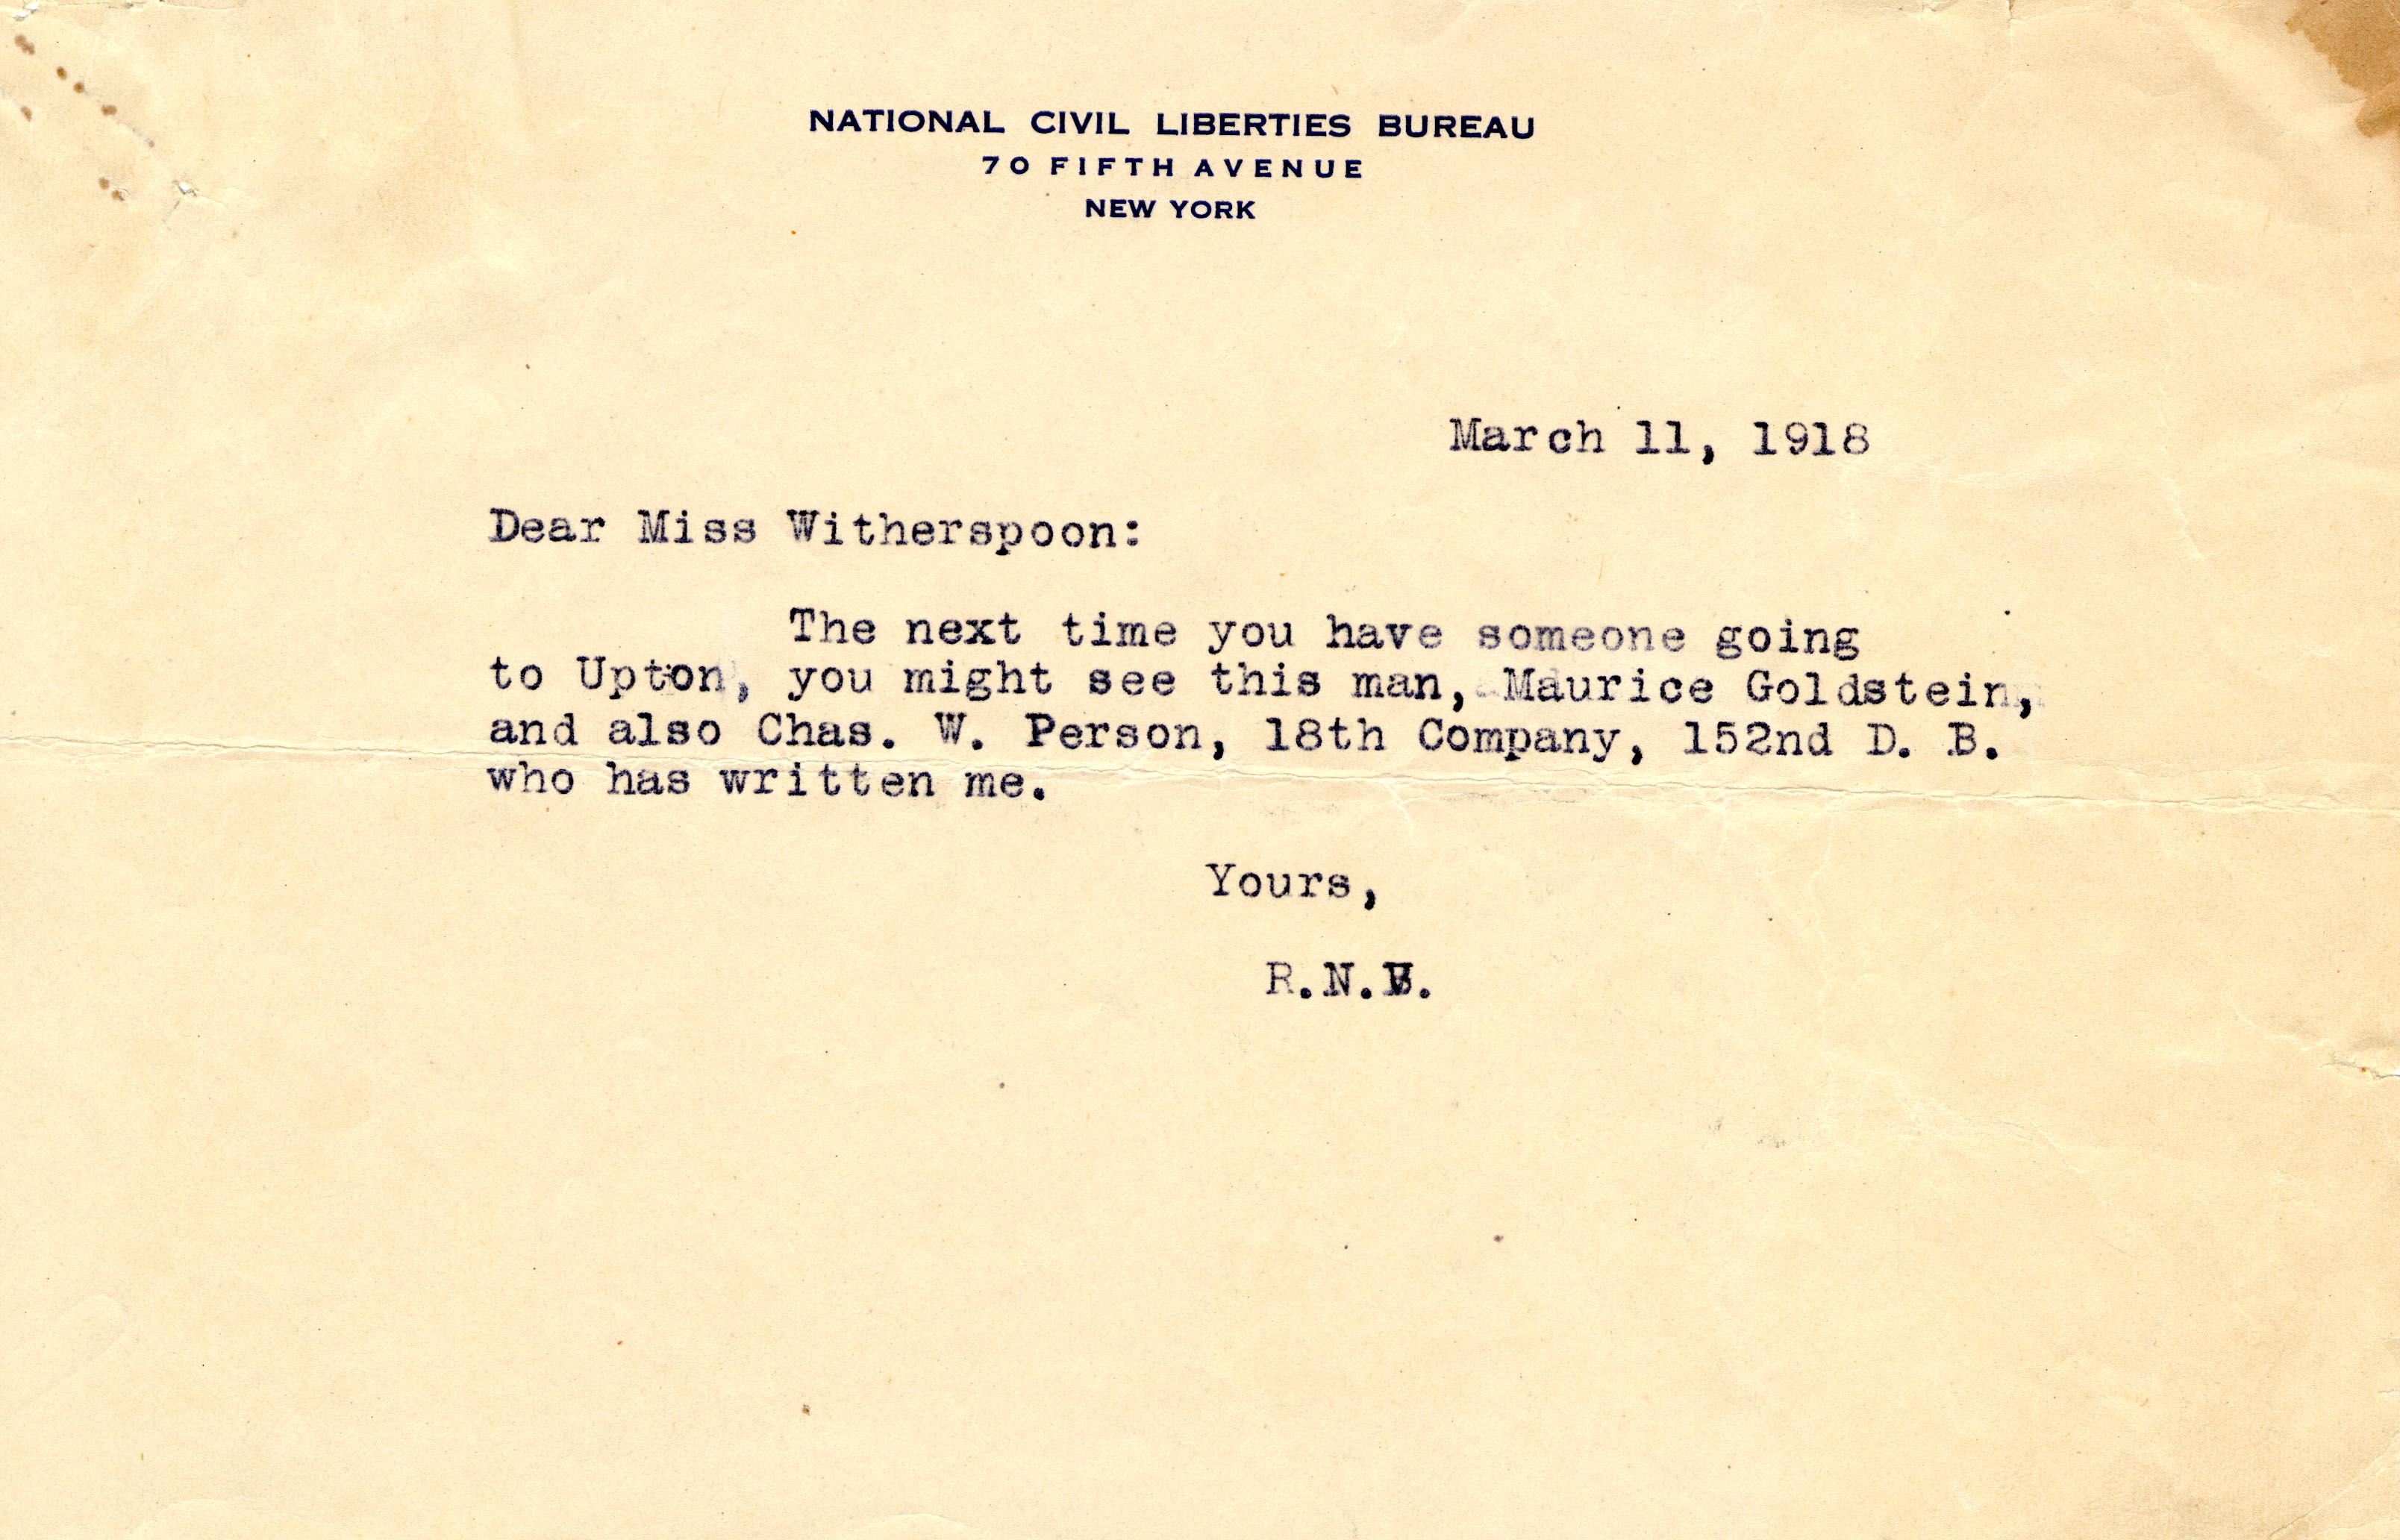 NATIONAL CIVIL LIBERTIES BUREAU
70 FIFTH AVENUE
NEW YORK
March 11, 1918
Dear Miss Witherspoon:
The next time you have someone going
to Upton, you might see this man, Maurice Goldstein,
and also Chas. W. Person, 18th Company, 152nd D. B.
who has written me.
Yours,
R.N.B.